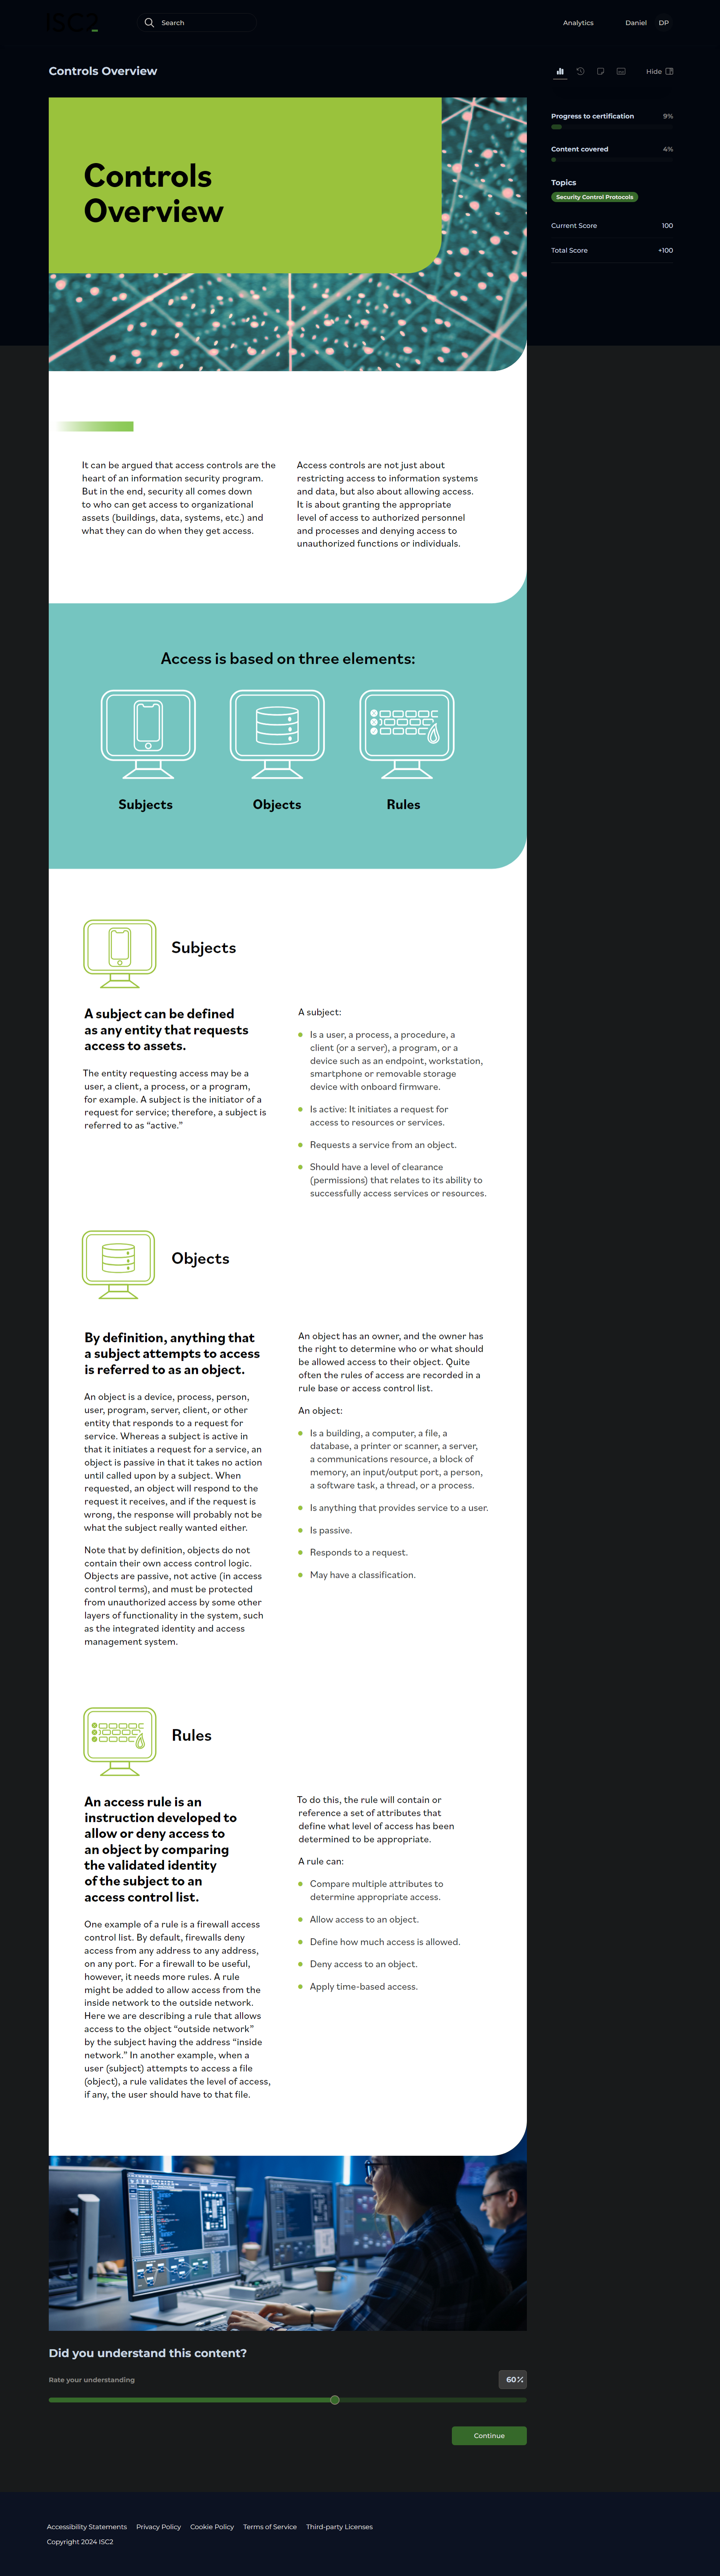 ISC2
Search
Analytics
Daniel
DP
Controls Overview
Hide
Progress to certification 9%
Content covered 4%
Topics
Security Control Protocols
Current Score 100
Total Score +100
Controls
Overview
It can be argued that access controls are the
heart of an information security program.
But in the end, security all comes down
to who can get access to organizational
assets (buildings, data, systems, etc.) and
what they can do when they get access.
Access controls are not just about
restricting access to information systems
and data, but also about allowing access.
It is about granting the appropriate
level of access to authorized personnel
and processes and denying access to
unauthorized functions or individuals.
Access is based on three elements:
Subjects
Objects
Rules
Subjects
A subject can be defined
as any entity that requests
access to assets.
The entity requesting access may be a
user, a client, a process, or a program,
for example. A subject is the initiator of a
request for service; therefore, a subject is
referred to as “active.”
A subject:
Is a user, a process, a procedure, a
client (or a server), a program, or a
device such as an endpoint, workstation,
smartphone or removable storage
device with onboard firmware.
Is active: It initiates a request for
access to resources or services.
Requests a service from an object.
Should have a level of clearance
(permissions) that relates to its ability to
successfully access services or resources.
Objects
By definition, anything that
a subject attempts to access
is referred to as an object.
An object is a device, process, person,
user, program, server, client, or other
entity that responds to a request for
service. Whereas a subject is active in
that it initiates a request for a service, an
object is passive in that it takes no action
until called upon by a subject. When
requested, an object will respond to the
request it receives, and if the request is
wrong, the response will probably not be
what the subject really wanted either.
Note that by definition, objects do not
contain their own access control logic.
Objects are passive, not active (in access
control terms), and must be protected
from unauthorized access by some other
layers of functionality in the system, such
as the integrated identity and access
management system.
An object has an owner, and the owner has
the right to determine who or what should
be allowed access to their object. Quite
often the rules of access are recorded in a
rule base or access control list.
An object:
Is a building, a computer, a file, a
database, a printer or scanner, a server,
a communications resource, a block of
memory, an input/output port, a person,
a software task, a thread, or a process.
Is anything that provides service to a user.
Is passive.
Responds to a request.
May have a classification.
Rules
An access rule is an
instruction developed to
allow or deny access to
an object by comparing
the validated identity
of the subject to an
access control list.
One example of a rule is a firewall access
control list. By default, firewalls deny
access from any address to any address,
on any port. For a firewall to be useful,
however, it needs more rules. A rule
might be added to allow access from the
inside network to the outside network.
Here we are describing a rule that allows
access to the object “outside network”
by the subject having the address “inside
network.” In another example, when a
user (subject) attempts to access a file
(object), a rule validates the level of access,
if any, the user should have to that file.
To do this, the rule will contain or
reference a set of attributes that
define what level of access has been
determined to be appropriate.
A rule can:
Compare multiple attributes to
determine appropriate access.
Allow access to an object.
Define how much access is allowed.
Deny access to an object.
Apply time-based access.
Did you understand this content?
Rate your understanding
60%
Continue
Accessibility Statements
Privacy Policy
Cookie Policy
Terms of Service
Third-party Licenses
Copyright 2024 ISC2